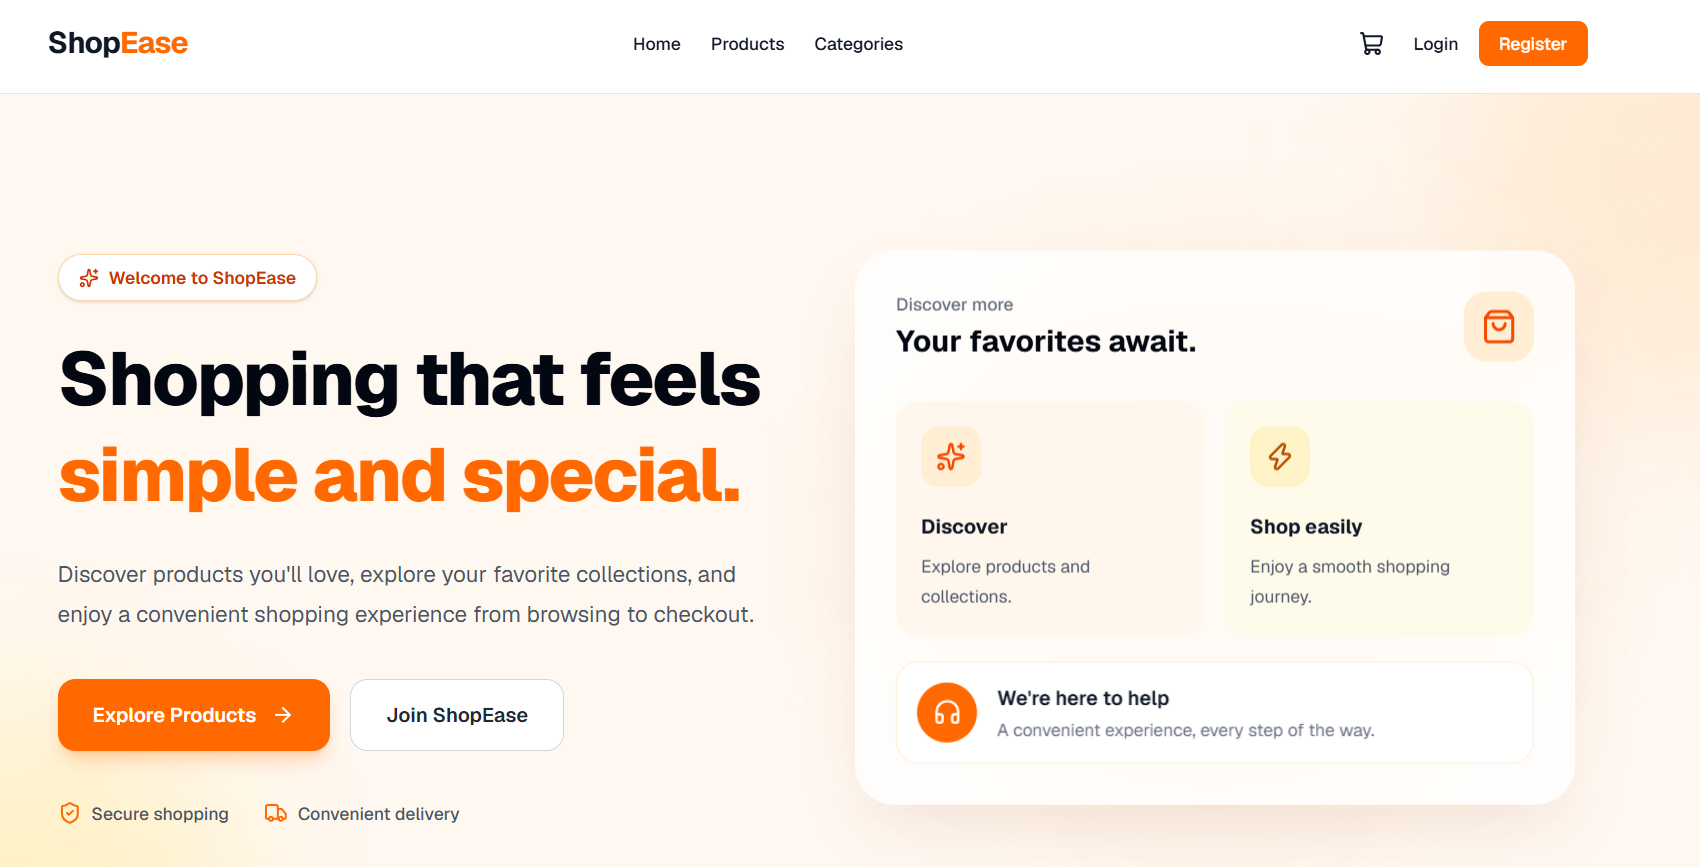 ShopEase
Home
Products
Categories
Login
Register
Welcome to ShopEase
Shopping that feels
simple and special.
Discover products you'll love, explore your favorite collections, and
enjoy a convenient shopping experience from browsing to checkout.
Explore Products
Join ShopEase
Secure shopping
Convenient delivery
Discover more
Your favorites await.
Discover
Explore products and
collections.
Shop easily
Enjoy a smooth shopping
journey.
We're here to help
A convenient experience, every step of the way.